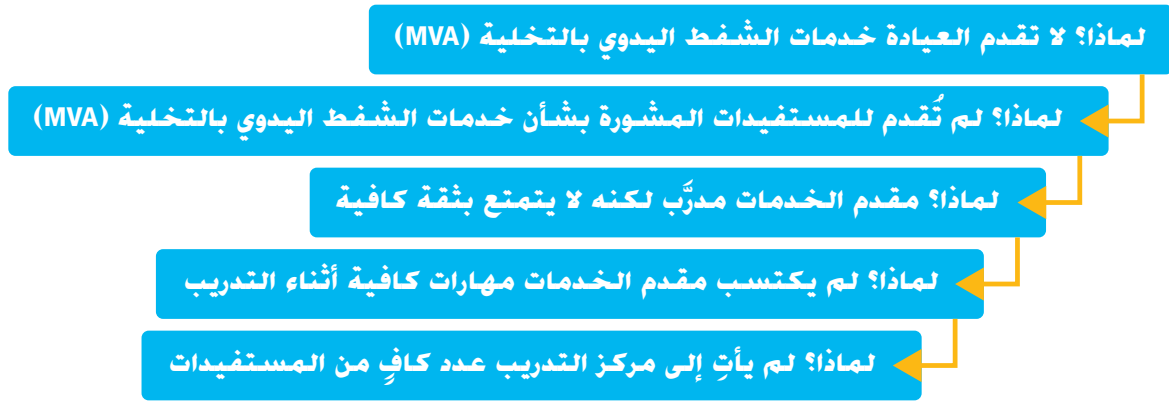 لماذا؟ لا تقدم العيادة خدمات الشفط اليدوي بالتخلية (MVA)
لماذا؟ لم تُقدم للمستفيدات المشورة بشأن خدمات الشفط اليدوي بالتخلية (MVA)
لماذا؟ مقدم الخدمات مدرَّب لكنه لا يتمتع بثقة كافية
لماذا؟ لم يكتسب مقدم الخدمات مهارات كافية أثناء التدريب
لماذا؟ لم يأتِ إلى مركز التدريب عدد كافٍ من المستفيدات